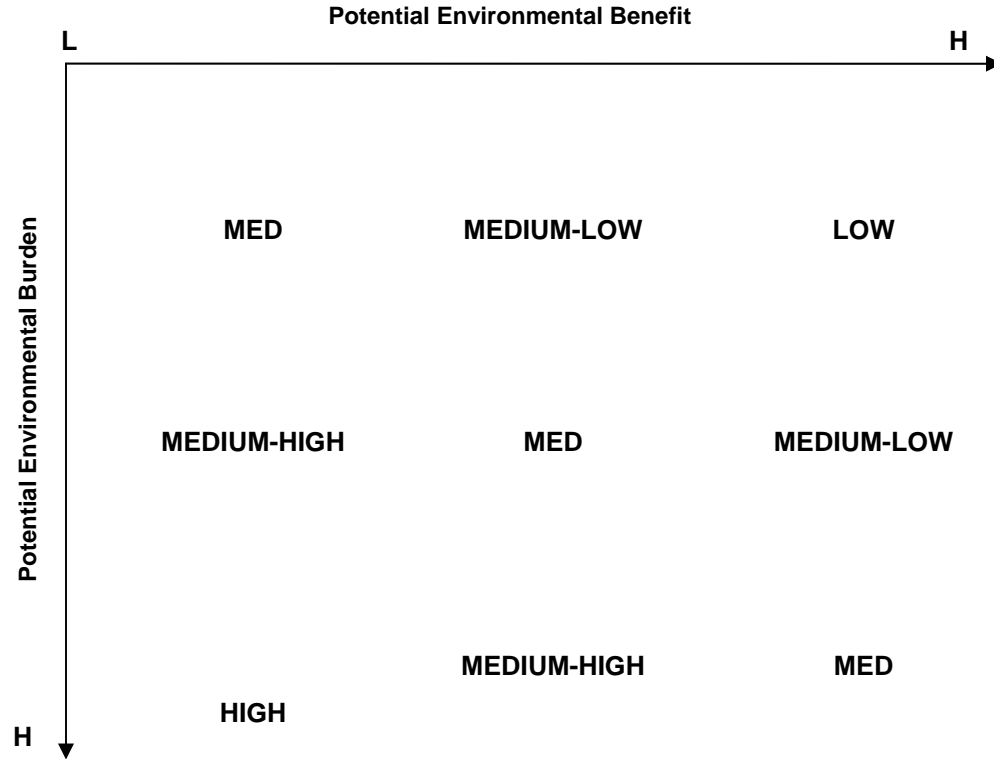 Potential Environmental Benefit
L H
MED MEDIUM-LOW LOW
Potential Environmental Burden
MEDIUM-HIGH MED MEDIUM-LOW
MEDIUM-HIGH MED
HIGH
H